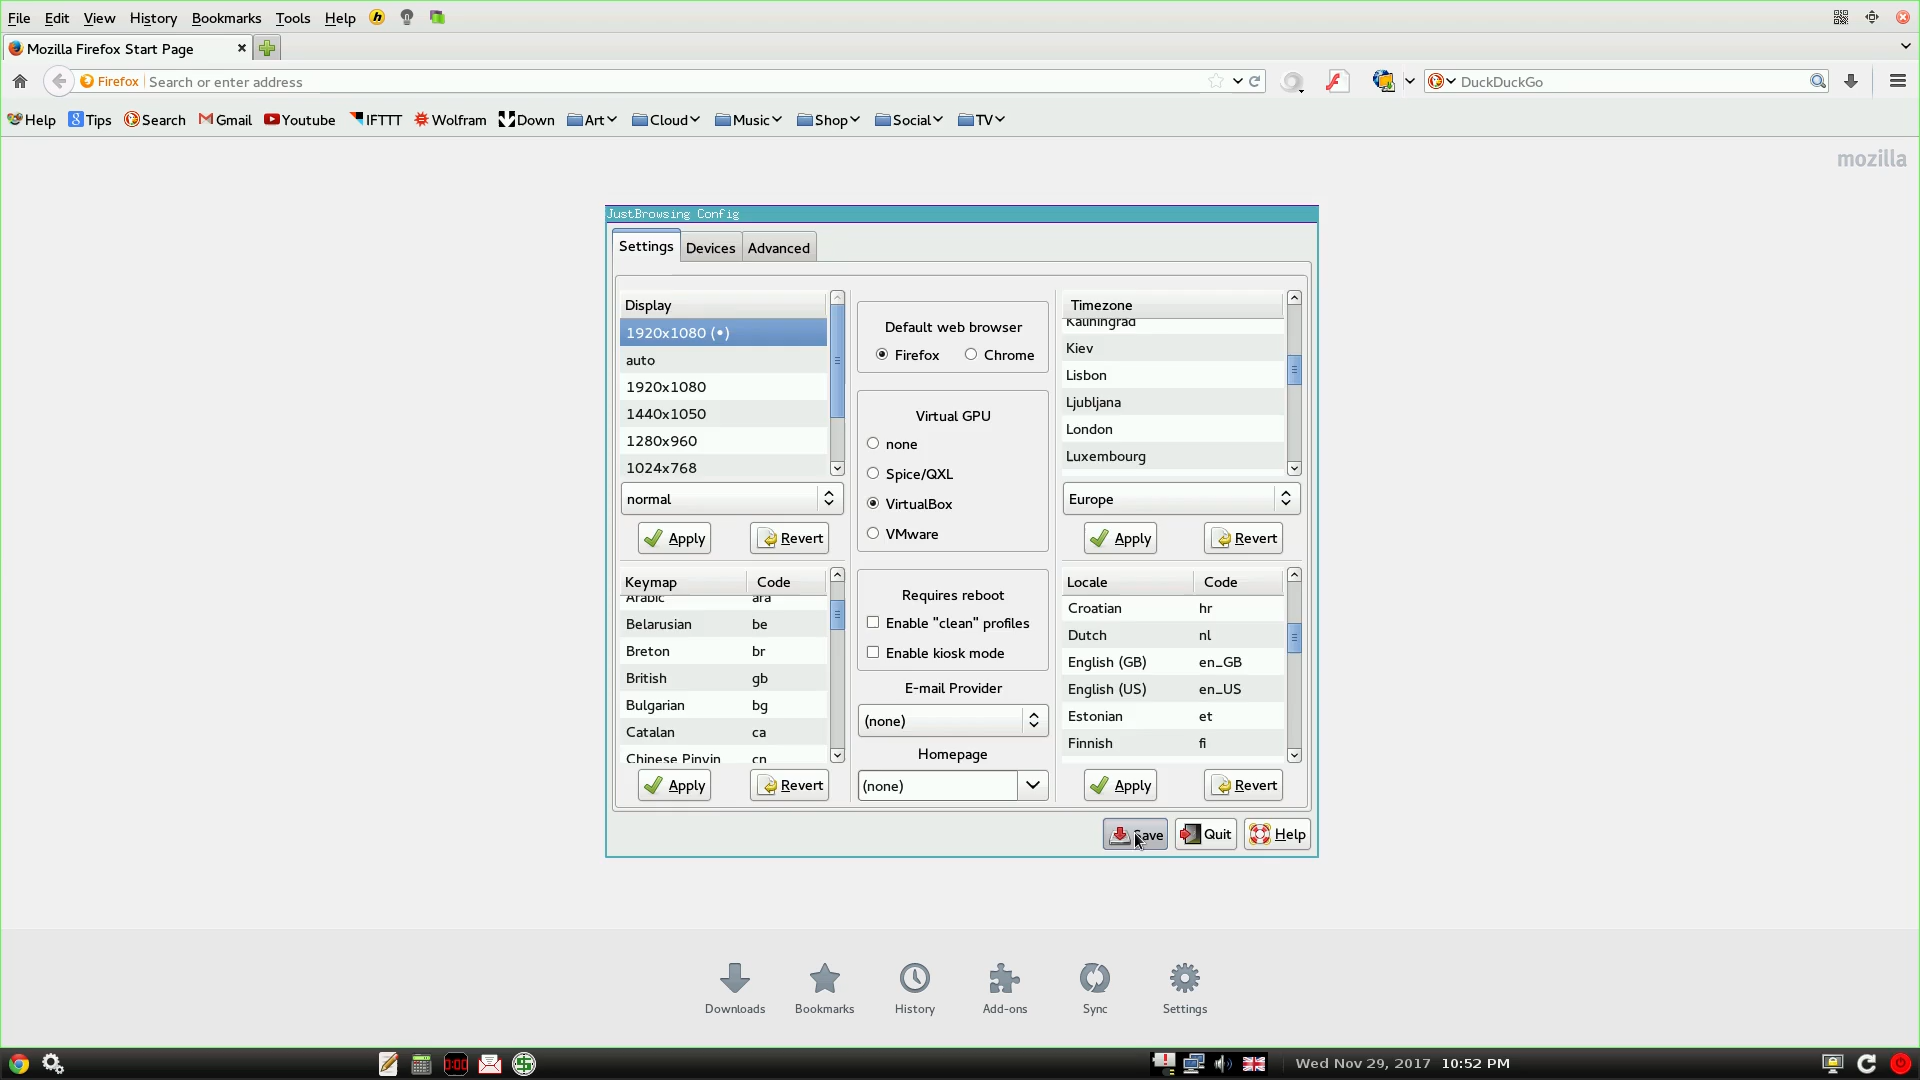 File Edit View History Bookmarks Tools Help
Mozilla Firefox Start Page
Firefox Search or enter address DuckDuckGo
Help Tips Search Gmail Youtube IFTTT Wolfram Down Art Cloud Music Shop Social TV
mozilla
JustBrowsing Config
Settings Devices Advanced
Display
1920x1080 (•)
auto
1920x1080
1440x1050
1280x960
1024x768
normal
Apply Revert
Keymap Code
Arabic ara
Belarusian be
Breton br
British gb
Bulgarian bg
Catalan ca
Chinese Pinyin cn
Apply Revert
Default web browser
Firefox Chrome
Virtual GPU
none
Spice/QXL
VirtualBox
VMware
Requires reboot
Enable "clean" profiles
Enable kiosk mode
E-mail Provider
(none)
Homepage
(none)
Timezone
Kaliningrad
Kiev
Lisbon
Ljubljana
London
Luxembourg
Europe
Apply Revert
Locale Code
Croatian hr
Dutch nl
English (GB) en_GB
English (US) en_US
Estonian et
Finnish fi
Apply Revert
Save Quit Help
Downloads Bookmarks History Add-ons Sync Settings
0:00
Wed Nov 29, 2017 10:52 PM